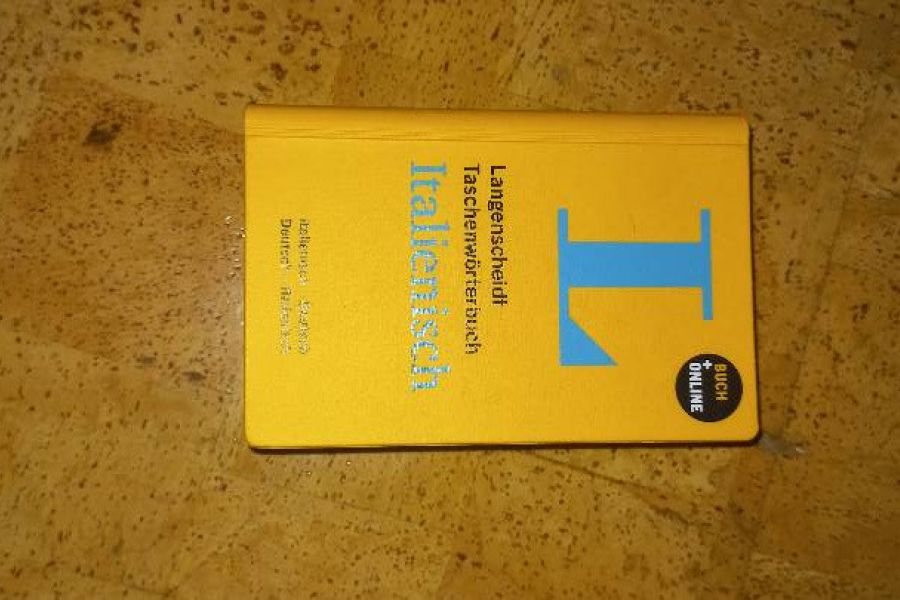 L
BUCH
+
ONLINE
Langenscheidt
Taschenwörterbuch
Italienisch
Italienisch - Deutsch
Deutsch - Italienisch